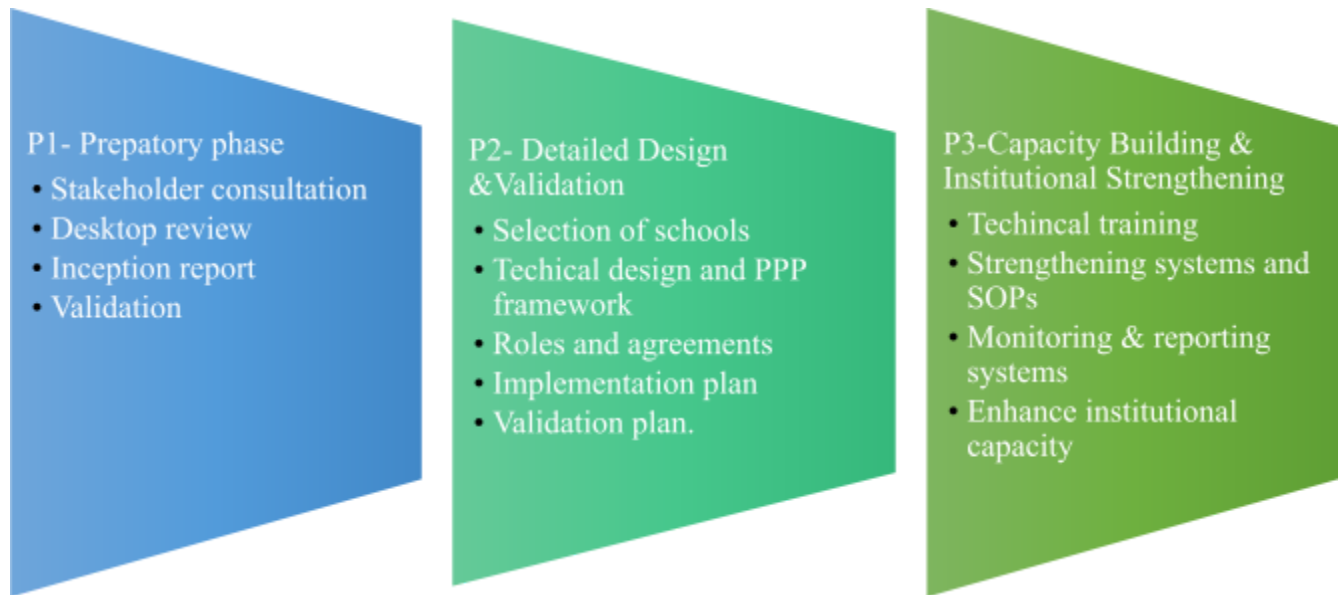 P1- Prepatory phase
• Stakeholder consultation
• Desktop review
• Inception report
• Validation
P2- Detailed Design
&Validation
• Selection of schools
• Techical design and PPP
framework
• Roles and agreements
• Implementation plan
• Validation plan.
P3-Capacity Building &
Institutional Strengthening
• Techincal training
• Strengthening systems and
SOPs
• Monitoring & reporting
systems
• Enhance institutional
capacity